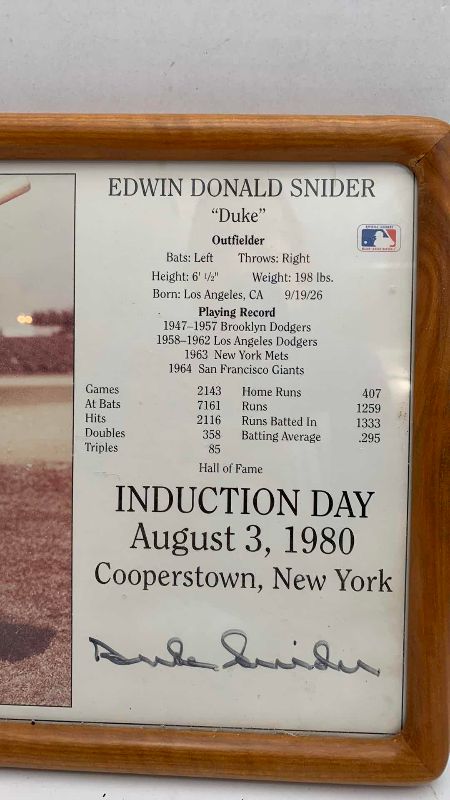 EDWIN DONALD SNIDER
“Duke”
Outfielder
Bats: Left Throws: Right
Height: 6' 1/2" Weight: 198 lbs.
Born: Los Angeles, CA 9/19/26
Playing Record
1947–1957 Brooklyn Dodgers
1958–1962 Los Angeles Dodgers
1963 New York Mets
1964 San Francisco Giants
Games 2143 Home Runs 407
At Bats 7161 Runs 1259
Hits 2116 Runs Batted In 1333
Doubles 358 Batting Average .295
Triples 85
Hall of Fame
INDUCTION DAY
August 3, 1980
Cooperstown, New York
Duke Snider